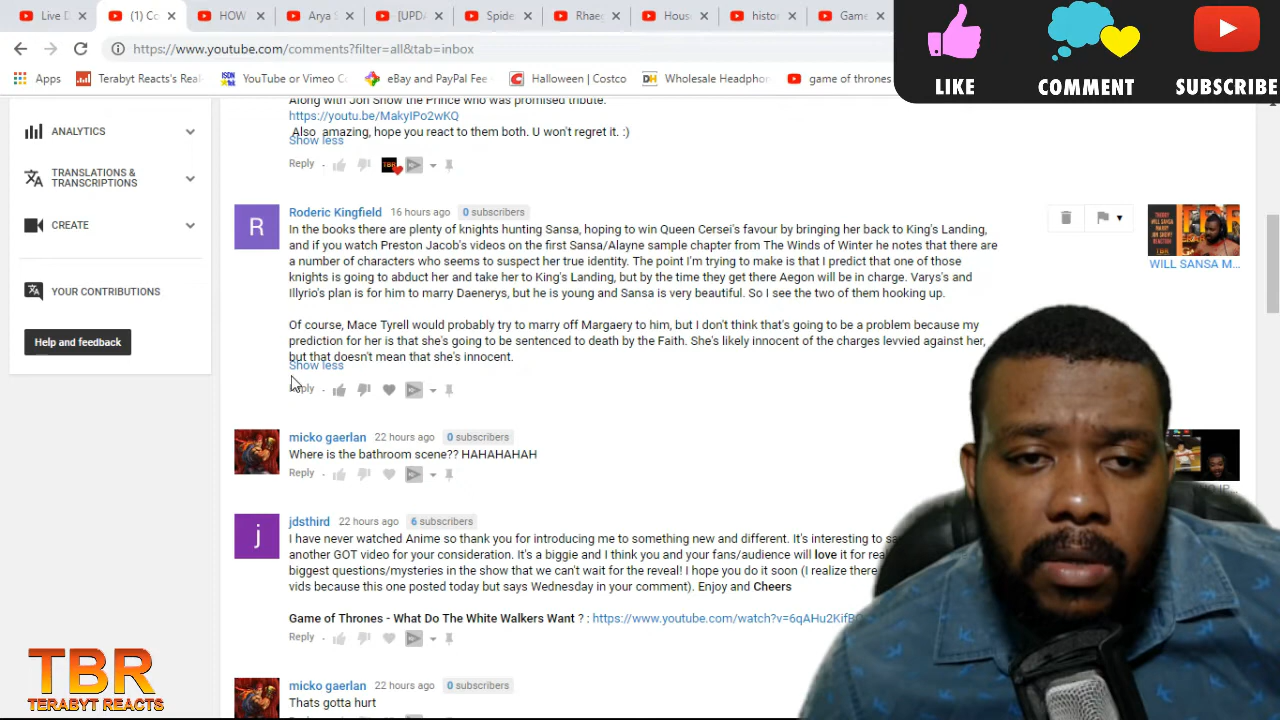 Live D
(1) Co
HOW
Arya S
[UPDA
Spide
Rhae
Hous
histor
Game
https://www.youtube.com/comments?filter=all&tab=inbox
Apps
Terabyt Reacts's Rea
YouTube or Vimeo C
eBay and PayPal Fee
Halloween | Costco
Wholesale Headphor
game of thrones
LIKE
COMMENT
SUBSCRIBE
ANALYTICS
TRANSLATIONS &
TRANSCRIPTIONS
CREATE
YOUR CONTRIBUTIONS
Help and feedback
Along with Jon Snow the Prince who was promised tribute.
https://youtu.be/MakyIPo2wKQ
Also amazing, hope you react to them both. U won't regret it. :)
Show less
Reply
TBR
R
Roderic Kingfield 16 hours ago 0 subscribers
In the books there are plenty of knights hunting Sansa, hoping to win Queen Cersei's favour by bringing her back to King's Landing,
and if you watch Preston Jacob's videos on the first Sansa/Alayne sample chapter from The Winds of Winter he notes that there are
a number of characters who seem to suspect her true identity. The point I'm trying to make is that I predict that one of those
knights is going to abduct her and take her to King's Landing, but by the time they get there Aegon will be in charge. Varys's and
Illyrio's plan is for him to marry Daenerys, but he is young and Sansa is very beautiful. So I see the two of them hooking up.
Of course, Mace Tyrell would probably try to marry off Margaery to him, but I don't think that's going to be a problem because my
prediction for her is that she's going to be sentenced to death by the Faith. She's likely innocent of the charges levvied against her,
but that doesn't mean that she's innocent.
Show less
Reply
WILL SANSA M...
micko gaerlan 22 hours ago 0 subscribers
Where is the bathroom scene?? HAHAHAHAH
Reply
j
jdsthird 22 hours ago 6 subscribers
I have never watched Anime so thank you for introducing me to something new and different. It's interesting to sa
another GOT video for your consideration. It's a biggie and I think you and your fans/audience will love it for rea
biggest questions/mysteries in the show that we can't wait for the reveal! I hope you do it soon (I realize there
vids because this one posted today but says Wednesday in your comment). Enjoy and Cheers
Game of Thrones - What Do The White Walkers Want ? : https://www.youtube.com/watch?v=6qAHu2KifB
Reply
micko gaerlan 22 hours ago 0 subscribers
Thats gotta hurt
TBR
TERABYT REACTS